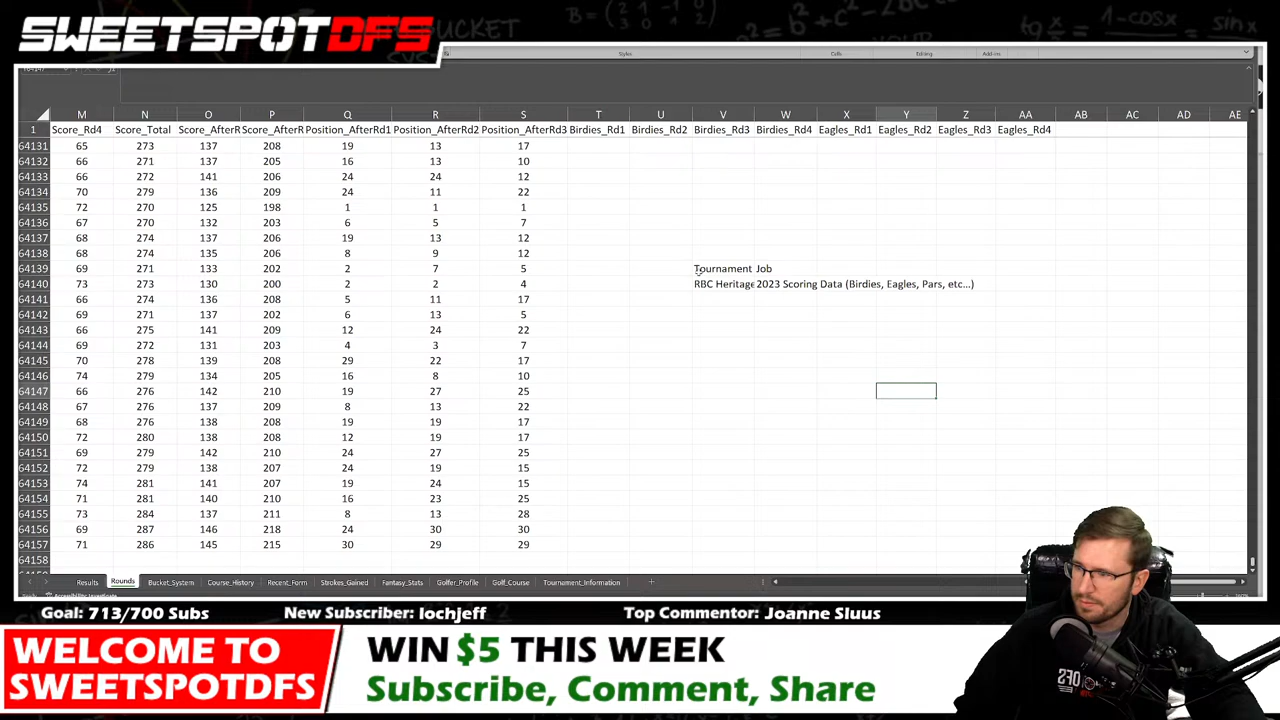 SWEETSPOTDFS
BUCKET
Styles Cells Editing Add-ins
M N O P Q R S T U V W X Y Z AA AB AC AD AE
1 Score_Rd4 Score_Total Score_AfterR Score_AfterR Position_AfterRd1 Position_AfterRd2 Position_AfterRd3 Birdies_Rd1 Birdies_Rd2 Birdies_Rd3 Birdies_Rd4 Eagles_Rd1 Eagles_Rd2 Eagles_Rd3 Eagles_Rd4
64131 65 273 137 208 19 13 17
64132 66 271 137 205 16 13 10
64133 66 272 141 206 24 24 12
64134 70 279 136 209 24 11 22
64135 72 270 125 198 1 1 1
64136 67 270 132 203 6 5 7
64137 68 274 137 206 19 13 12
64138 68 274 135 206 8 9 12
64139 69 271 133 202 2 7 5 Tournament Job
64140 73 273 130 200 2 2 4 RBC Heritage 2023 Scoring Data (Birdies, Eagles, Pars, etc...)
64141 66 274 136 208 5 11 17
64142 69 271 137 202 6 13 5
64143 66 275 141 209 12 24 22
64144 69 272 131 203 4 3 7
64145 70 278 139 208 29 22 17
64146 74 279 134 205 16 8 10
64147 66 276 142 210 19 27 25
64148 67 276 137 209 8 13 22
64149 68 276 138 208 19 19 17
64150 72 280 138 208 12 19 17
64151 69 279 142 210 24 27 25
64152 72 279 138 207 24 19 15
64153 74 281 141 207 19 24 15
64154 71 281 140 210 16 23 25
64155 73 284 137 211 8 13 28
64156 69 287 146 218 24 30 30
64157 71 286 145 215 30 29 29
64158
Results Rounds Bucket_System Course_History Recent_Form Strokes_Gained Fantasy_Stats Golfer_Profile Golf_Course Tournament_Information
Goal: 713/700 Subs New Subscriber: lochjeff Top Commentor: Joanne Sluus
WELCOME TO
SWEETSPOTDFS
WIN $5 THIS WEEK
Subscribe, Comment, Share